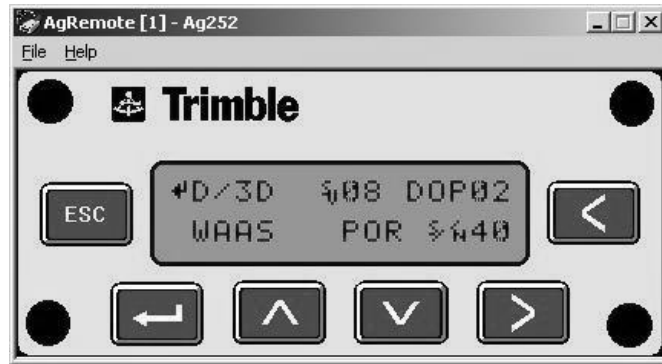 AgRemote [1] - Ag252
File Help
Trimble
ESC
D/3D 08 DOP02
WAAS POR 40